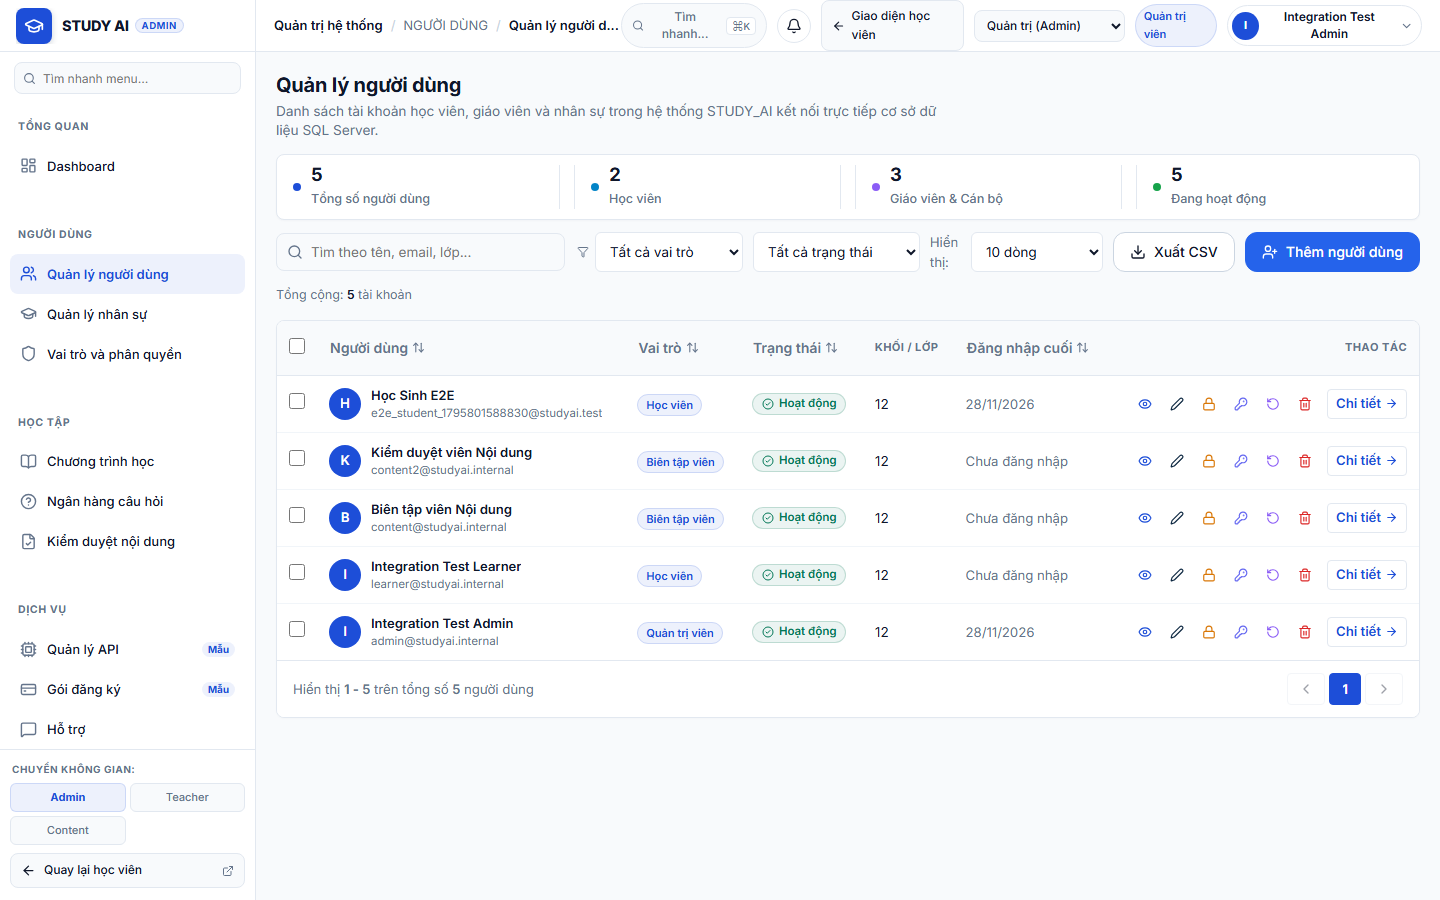 STUDY AI ADMIN
Tìm nhanh menu...
TỔNG QUAN
Dashboard
NGƯỜI DÙNG
Quản lý người dùng
Quản lý nhân sự
Vai trò và phân quyền
HỌC TẬP
Chương trình học
Ngân hàng câu hỏi
Kiểm duyệt nội dung
DỊCH VỤ
Quản lý API Mẫu
Gói đăng ký Mẫu
Hỗ trợ
CHUYỂN KHÔNG GIAN:
Admin Teacher
Content
Quay lại học viên
Quản trị hệ thống / NGƯỜI DÙNG / Quản lý người d...
Tìm nhanh... ⌘K
Giao diện học viên
Quản trị (Admin)
Quản trị viên
I Integration Test Admin
Quản lý người dùng
Danh sách tài khoản học viên, giáo viên và nhân sự trong hệ thống STUDY_AI kết nối trực tiếp cơ sở dữ
liệu SQL Server.
5 Tổng số người dùng
2 Học viên
3 Giáo viên & Cán bộ
5 Đang hoạt động
Tìm theo tên, email, lớp...
Tất cả vai trò
Tất cả trạng thái
Hiển thị:
10 dòng
Xuất CSV
Thêm người dùng
Tổng cộng: 5 tài khoản
Người dùng Vai trò Trạng thái KHỐI / LỚP Đăng nhập cuối THAO TÁC
H Học Sinh E2E
e2e_student_1795801588830@studyai.test
Học viên Hoạt động 12 28/11/2026 Chi tiết
K Kiểm duyệt viên Nội dung
content2@studyai.internal
Biên tập viên Hoạt động 12 Chưa đăng nhập Chi tiết
B Biên tập viên Nội dung
content@studyai.internal
Biên tập viên Hoạt động 12 Chưa đăng nhập Chi tiết
I Integration Test Learner
learner@studyai.internal
Học viên Hoạt động 12 Chưa đăng nhập Chi tiết
I Integration Test Admin
admin@studyai.internal
Quản trị viên Hoạt động 12 28/11/2026 Chi tiết
Hiển thị 1 - 5 trên tổng số 5 người dùng
1